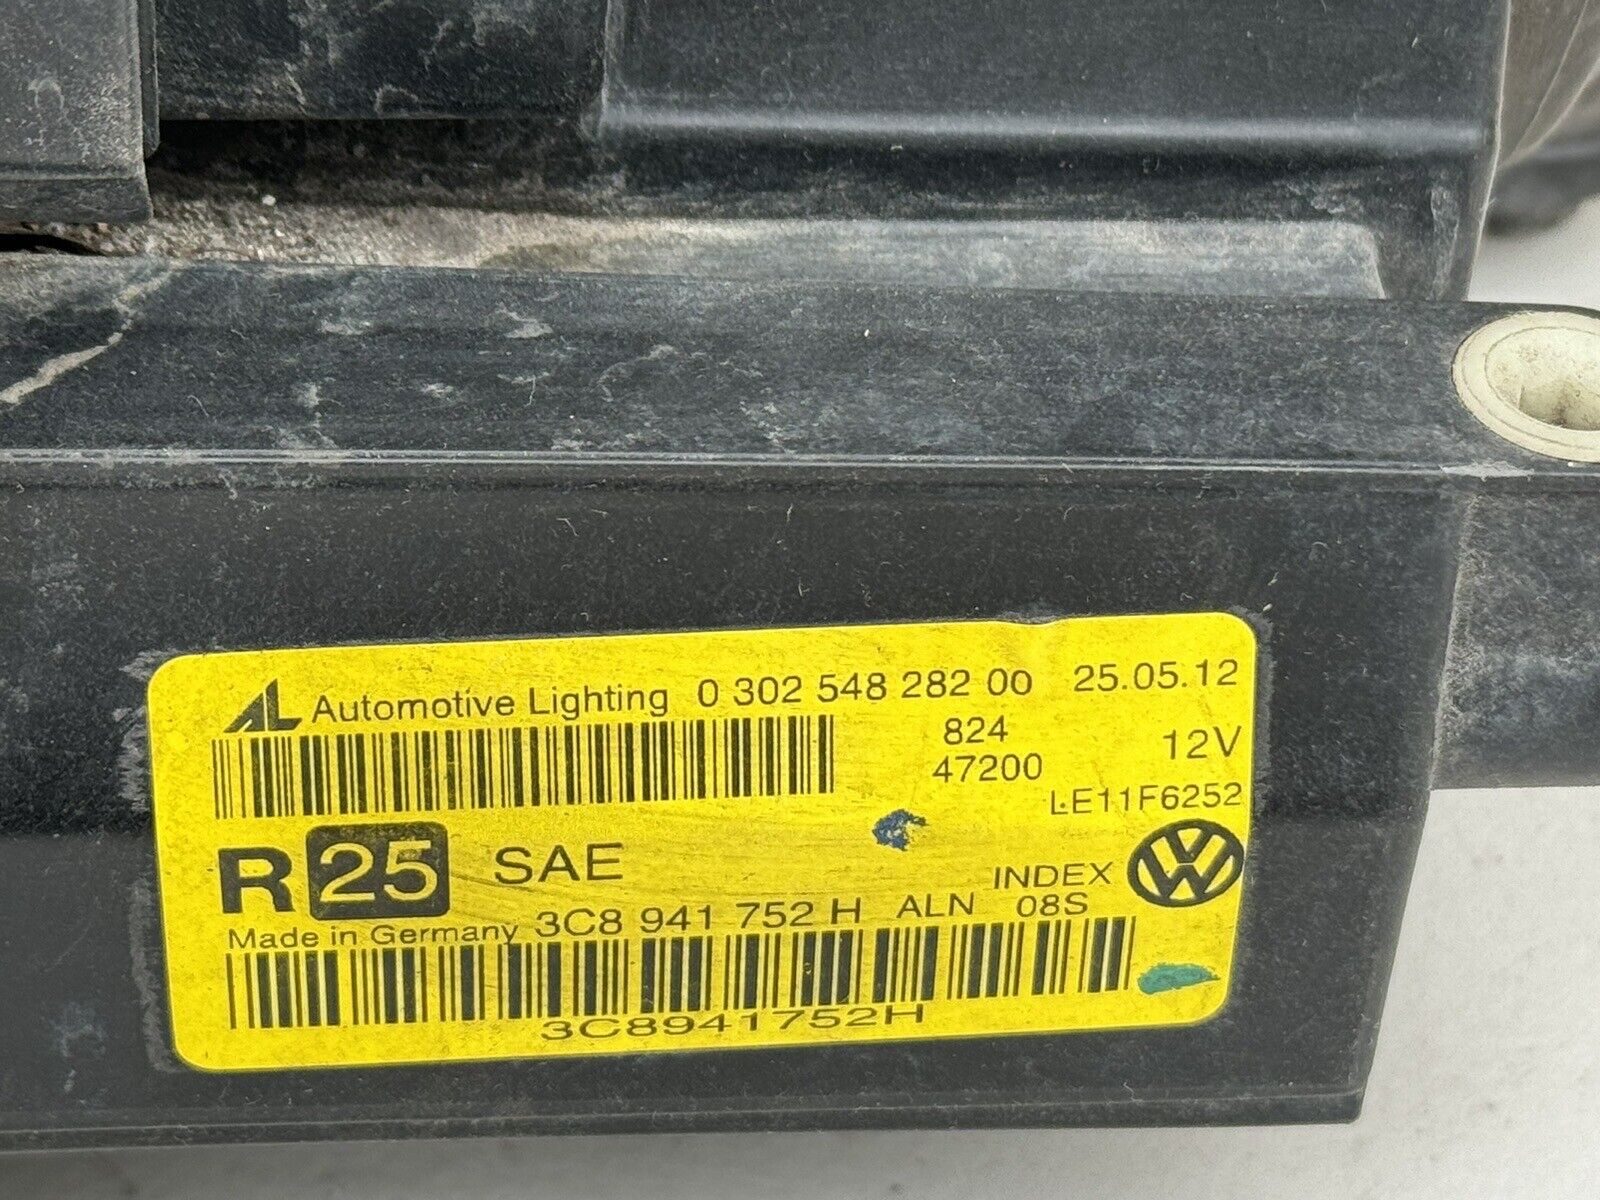 AL Automotive Lighting 0 302 548 282 00 25.05.12
824 12V
47200
LE11F6252
R 25 SAE
INDEX
Made in Germany 3C8 941 752 H ALN 08S
3C8941752H